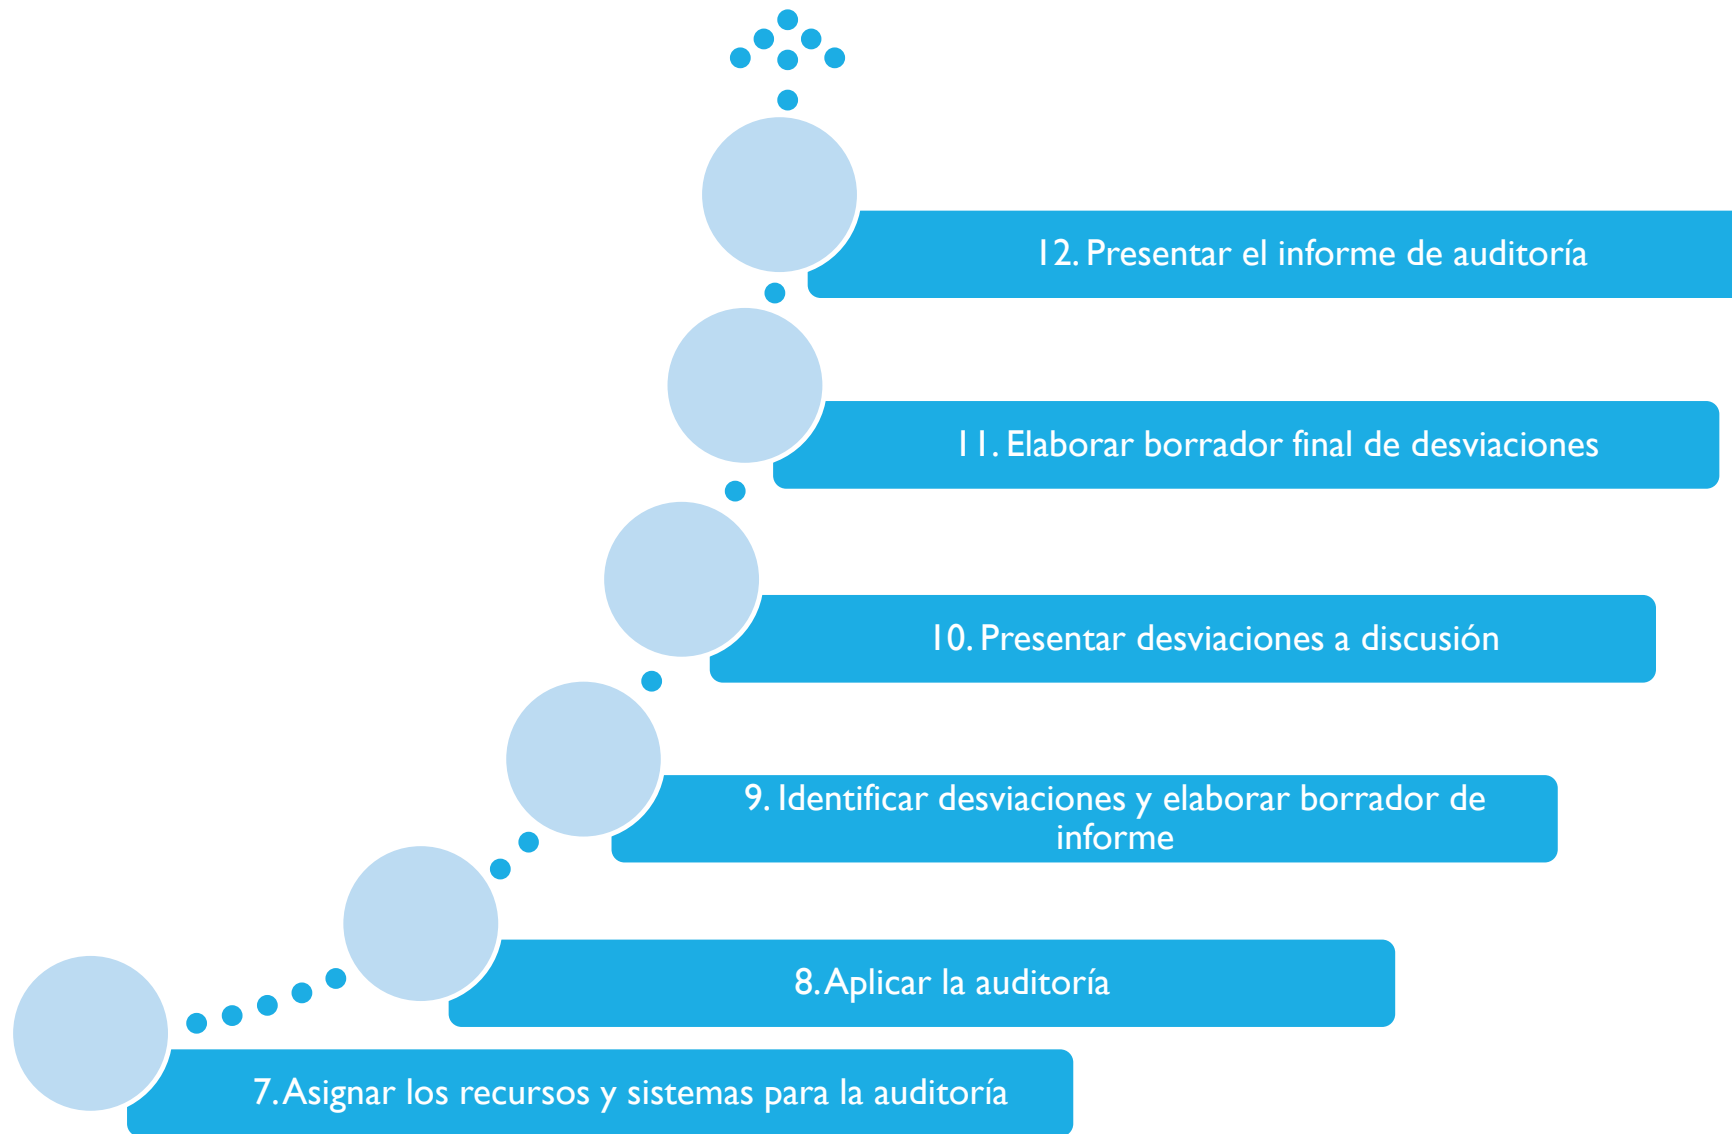 12. Presentar el informe de auditoría
11. Elaborar borrador final de desviaciones
10. Presentar desviaciones a discusión
9. Identificar desviaciones y elaborar borrador de
informe
8. Aplicar la auditoría
7. Asignar los recursos y sistemas para la auditoría